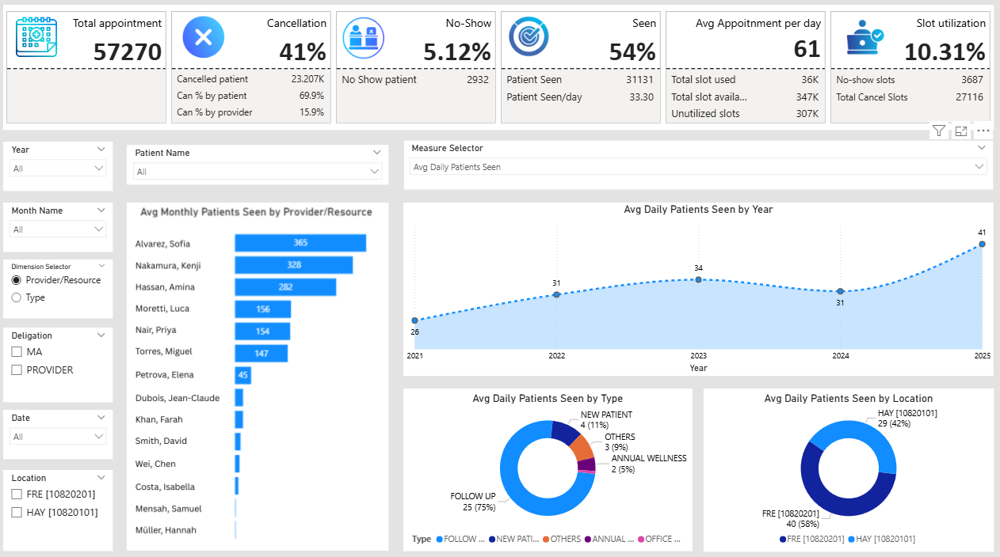 Total appointment
57270
Cancellation
41%
Cancelled patient 23.207K
Can % by patient 69.9%
Can % by provider 15.9%
No-Show
5.12%
No Show patient 2932
Seen
54%
Patient Seen 31131
Patient Seen/day 33.30
Avg Appoitnment per day
61
Total slot used 36K
Total slot availa... 347K
Unutilized slots 307K
Slot utilization
10.31%
No-show slots 3687
Total Cancel Slots 27116
Year
All
Patient Name
All
Measure Selector
Avg Daily Patients Seen
Month Name
All
Dimension Selector
Provider/Resource
Type
Deligation
MA
PROVIDER
Date
All
Location
FRE [10820201]
HAY [10820101]
Avg Monthly Patients Seen by Provider/Resource
Alvarez, Sofia 365
Nakamura, Kenji 328
Hassan, Amina 282
Moretti, Luca 156
Nair, Priya 154
Torres, Miguel 147
Petrova, Elena 45
Dubois, Jean-Claude
Khan, Farah
Smith, David
Wei, Chen
Costa, Isabella
Mensah, Samuel
Müller, Hannah
Avg Daily Patients Seen by Year
26
31
34
31
41
2021 2022 2023 2024 2025
Year
Avg Daily Patients Seen by Type
NEW PATIENT
4 (11%)
OTHERS
3 (9%)
ANNUAL WELLNESS
2 (5%)
FOLLOW UP
25 (75%)
Type FOLLOW ... NEW PATI... OTHERS ANNUAL ... OFFICE ...
Avg Daily Patients Seen by Location
HAY [10820101]
29 (42%)
FRE [10820201]
40 (58%)
FRE [10820201] HAY [10820101]